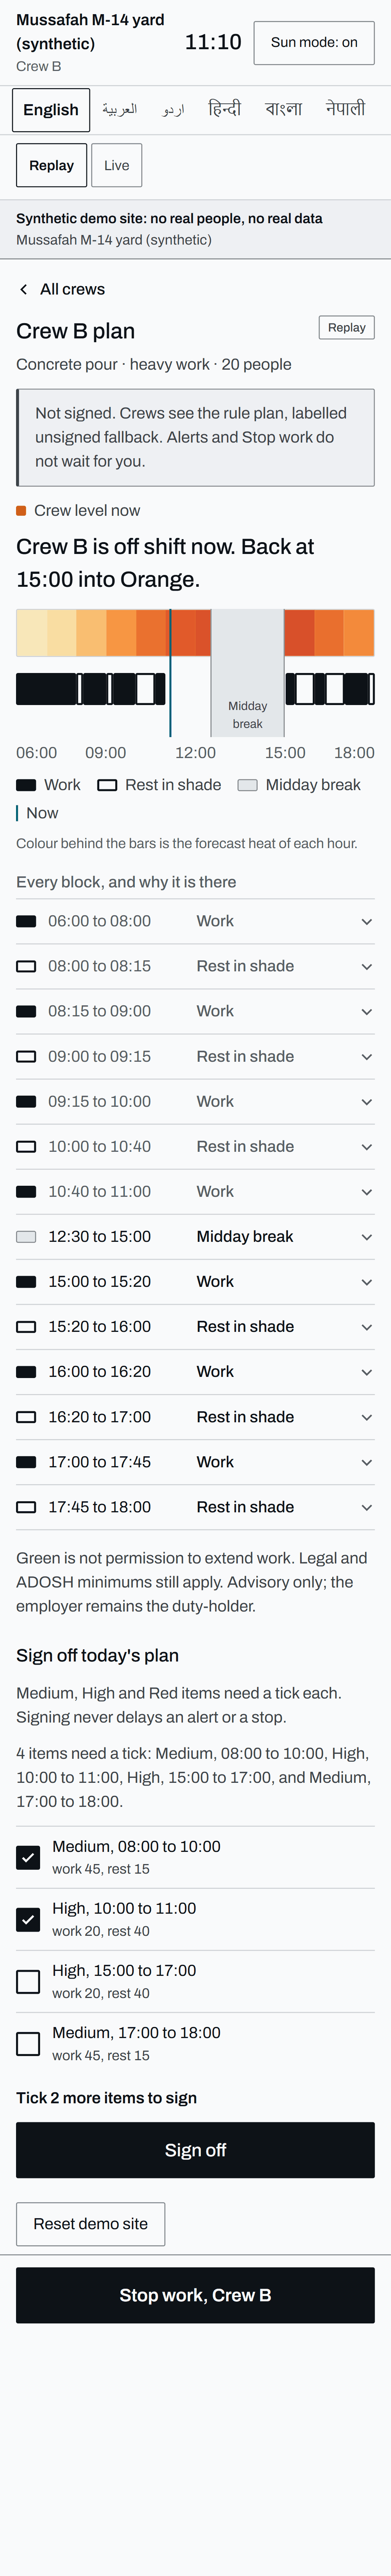 Mussafah M-14 yard
(synthetic)
Crew B
11:10
Sun mode: on
English
العربية
اردو
हिन्दी
বাংলা
नेपाली
Replay
Live
Synthetic demo site: no real people, no real data
Mussafah M-14 yard (synthetic)
All crews
Crew B plan
Replay
Concrete pour · heavy work · 20 people
Not signed. Crews see the rule plan, labelled
unsigned fallback. Alerts and Stop work do
not wait for you.
Crew level now
Crew B is off shift now. Back at
15:00 into Orange.
Midday
break
06:00 09:00 12:00 15:00 18:00
Work Rest in shade Midday break
Now
Colour behind the bars is the forecast heat of each hour.
Every block, and why it is there
06:00 to 08:00 Work
08:00 to 08:15 Rest in shade
08:15 to 09:00 Work
09:00 to 09:15 Rest in shade
09:15 to 10:00 Work
10:00 to 10:40 Rest in shade
10:40 to 11:00 Work
12:30 to 15:00 Midday break
15:00 to 15:20 Work
15:20 to 16:00 Rest in shade
16:00 to 16:20 Work
16:20 to 17:00 Rest in shade
17:00 to 17:45 Work
17:45 to 18:00 Rest in shade
Green is not permission to extend work. Legal and
ADOSH minimums still apply. Advisory only; the
employer remains the duty-holder.
Sign off today's plan
Medium, High and Red items need a tick each.
Signing never delays an alert or a stop.
4 items need a tick: Medium, 08:00 to 10:00, High,
10:00 to 11:00, High, 15:00 to 17:00, and Medium,
17:00 to 18:00.
Medium, 08:00 to 10:00
work 45, rest 15
High, 10:00 to 11:00
work 20, rest 40
High, 15:00 to 17:00
work 20, rest 40
Medium, 17:00 to 18:00
work 45, rest 15
Tick 2 more items to sign
Sign off
Reset demo site
Stop work, Crew B